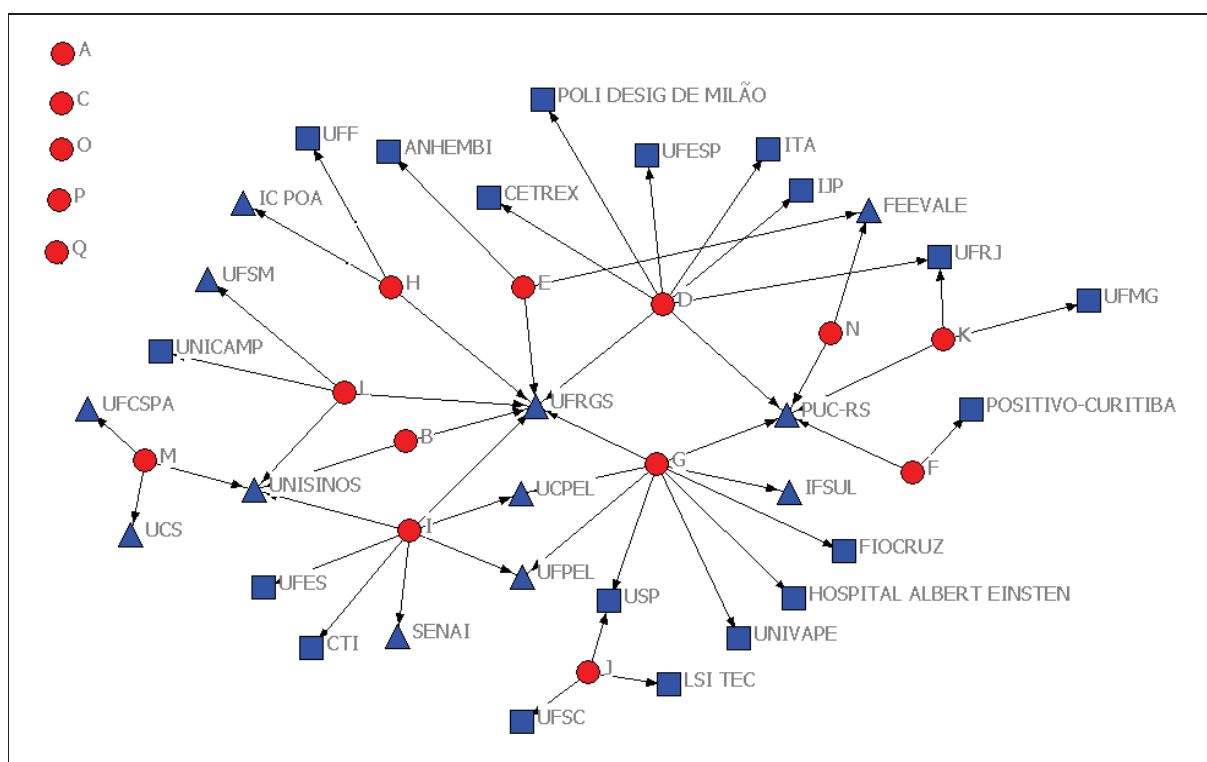 A
C
O
P
Q
POLI DESIG DE MILÃO
UFF
ANHEMBI
UFESP
ITA
IC POA
CETREX
IJP
FEEVALE
UFSM
H
E
D
UFRJ
UFMG
UNICAMP
N
K
L
UFRGS
PUC-RS
POSITIVO-CURITIBA
UFCSPA
B
M
G
F
UNISINOS
UCPEL
IFSUL
UCS
I
FIOCRUZ
UFES
UFPEL
USP
HOSPITAL ALBERT EINSTEN
CTI
SENAI
UNIVAPE
J
LSI TEC
UFSC